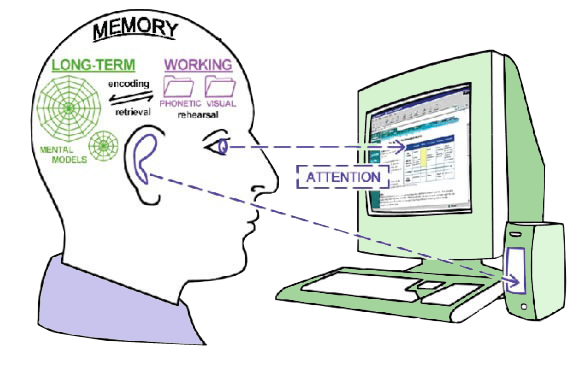 MEMORY
LONG-TERM
WORKING
encoding
retrieval
PHONETIC VISUAL
rehearsal
MENTAL
MODELS
ATTENTION